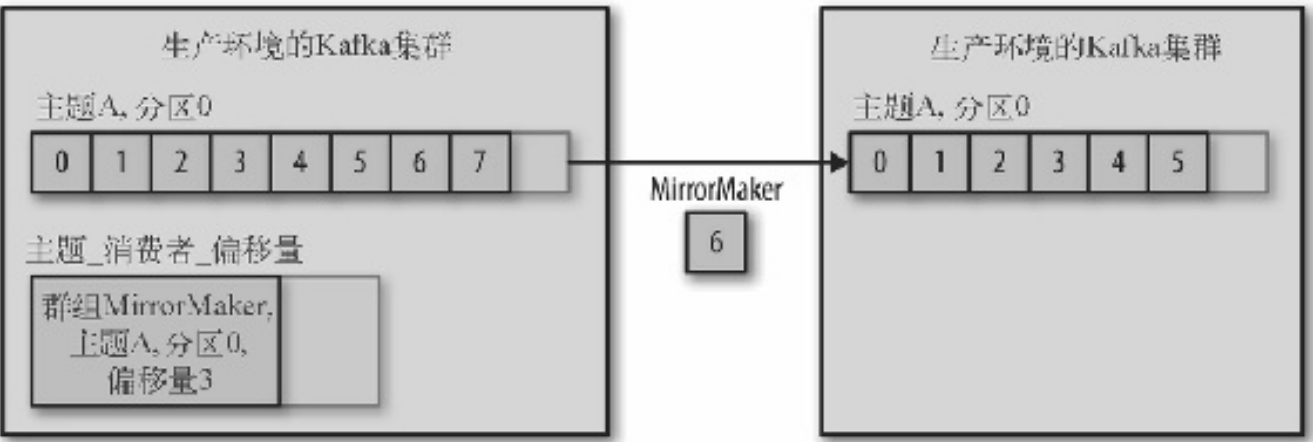 生产环境的Kafka集群
主题A, 分区0
0 1 2 3 4 5 6 7
主题_消费者_偏移量
群组MirrorMaker,
主题A, 分区0,
偏移量3
MirrorMaker
6
生产环境的Kafka集群
主题A, 分区0
0 1 2 3 4 5